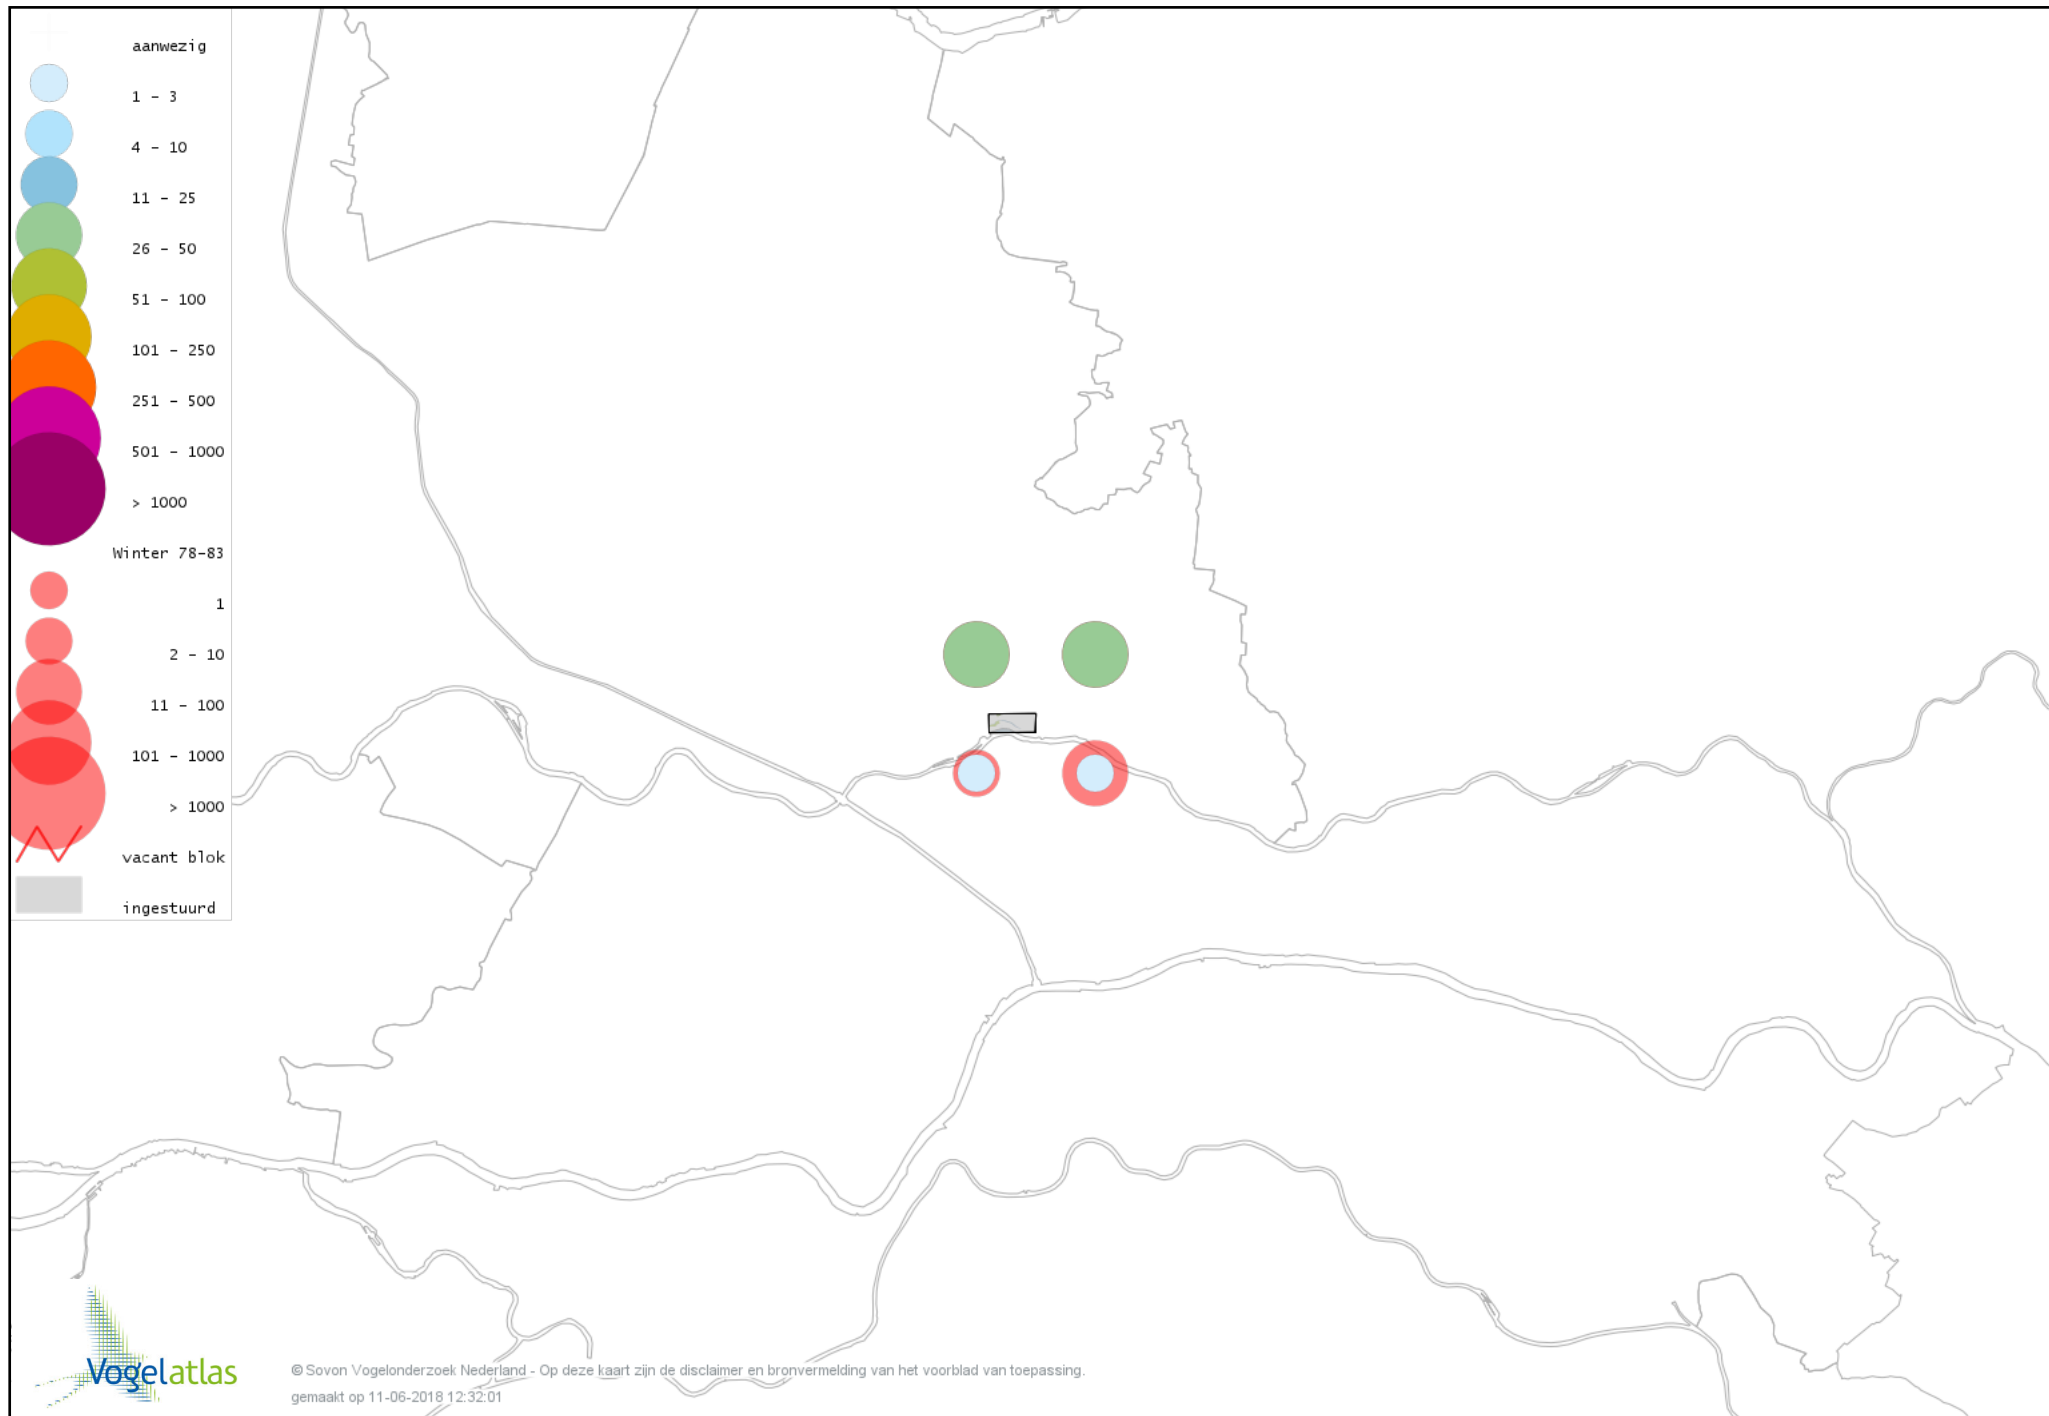 aanwezig
1 - 3
4 - 10
11 - 25
26 - 50
51 - 100
101 - 250
251 - 500
501 - 1000
> 1000
Winter 78-83
1
2 - 10
11 - 100
101 - 1000
> 1000
vacant blok
ingestuurd
Vogelatlas
© Sovon Vogelonderzoek Nederland - Op deze kaart zijn de disclaimer en bronvermelding van het voorblad van toepassing.
gemaakt op 11-06-2018 12:32:01